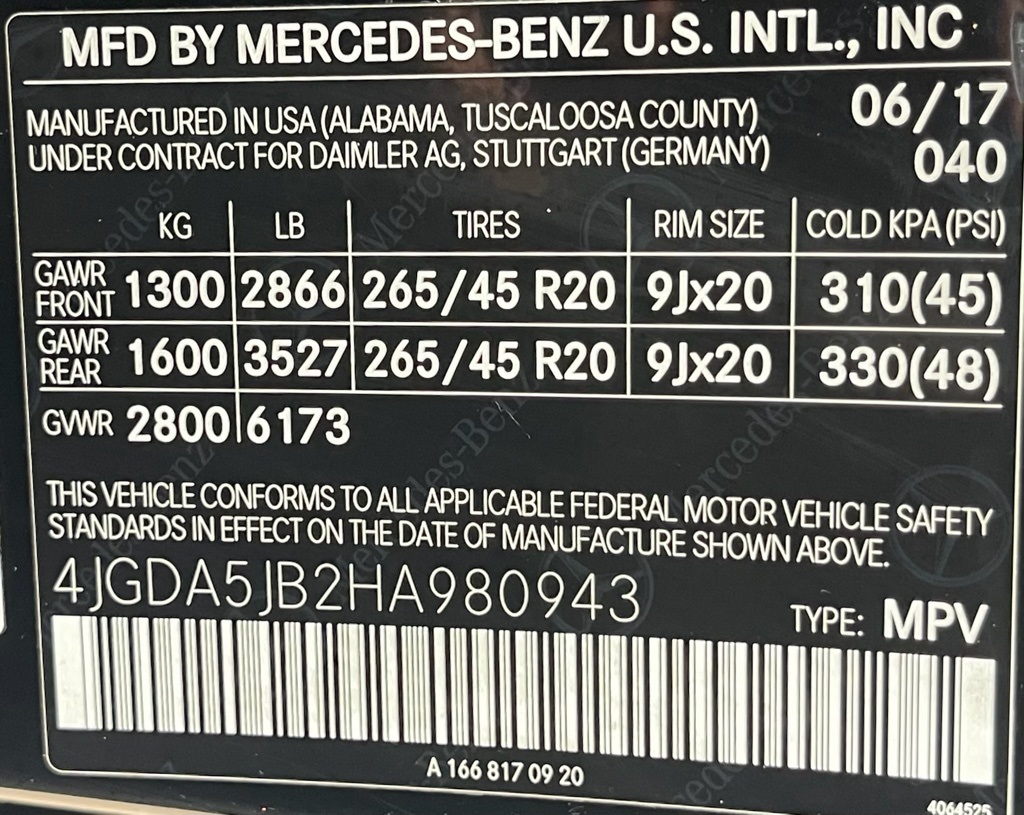 MFD BY MERCEDES-BENZ U.S. INTL., INC
MANUFACTURED IN USA (ALABAMA, TUSCALOOSA COUNTY) 06/17
UNDER CONTRACT FOR DAIMLER AG, STUTTGART (GERMANY) 040
KG LB TIRES RIM SIZE COLD KPA (PSI)
GAWR FRONT 1300 2866 265/45 R20 9Jx20 310(45)
GAWR REAR 1600 3527 265/45 R20 9Jx20 330(48)
GVWR 2800 6173
THIS VEHICLE CONFORMS TO ALL APPLICABLE FEDERAL MOTOR VEHICLE SAFETY
STANDARDS IN EFFECT ON THE DATE OF MANUFACTURE SHOWN ABOVE.
4JGDA5JB2HA980943 TYPE: MPV
A 166 817 09 20
4064525